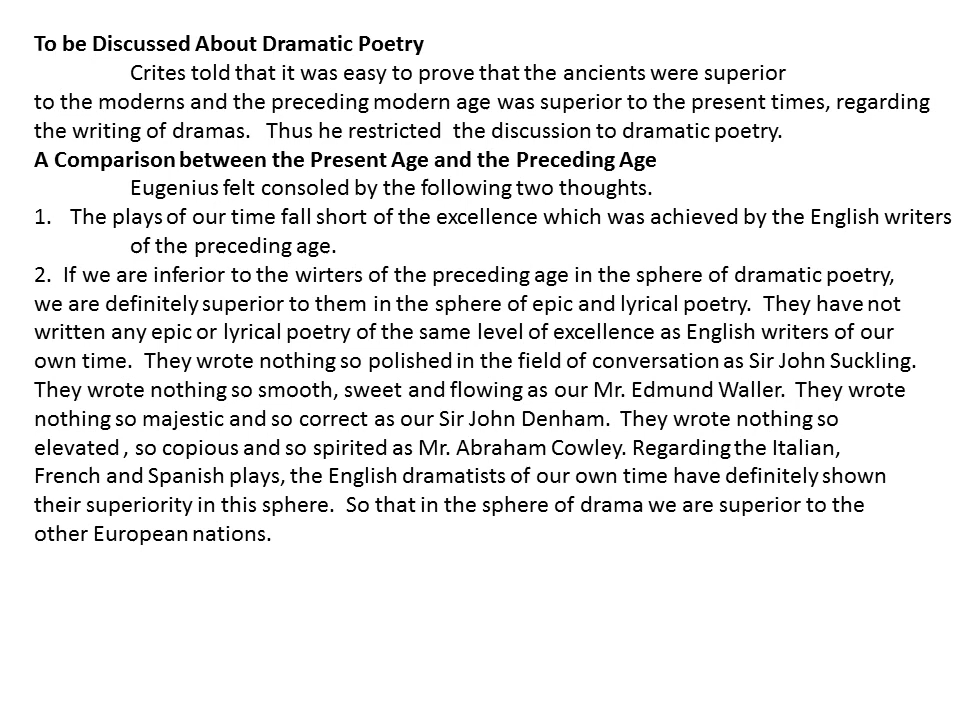 To be Discussed About Dramatic Poetry
Crites told that it was easy to prove that the ancients were superior
to the moderns and the preceding modern age was superior to the present times, regarding
the writing of dramas. Thus he restricted the discussion to dramatic poetry.
A Comparison between the Present Age and the Preceding Age
Eugenius felt consoled by the following two thoughts.
1. The plays of our time fall short of the excellence which was achieved by the English writers
of the preceding age.
2. If we are inferior to the wirters of the preceding age in the sphere of dramatic poetry,
we are definitely superior to them in the sphere of epic and lyrical poetry. They have not
written any epic or lyrical poetry of the same level of excellence as English writers of our
own time. They wrote nothing so polished in the field of conversation as Sir John Suckling.
They wrote nothing so smooth, sweet and flowing as our Mr. Edmund Waller. They wrote
nothing so majestic and so correct as our Sir John Denham. They wrote nothing so
elevated , so copious and so spirited as Mr. Abraham Cowley. Regarding the Italian,
French and Spanish plays, the English dramatists of our own time have definitely shown
their superiority in this sphere. So that in the sphere of drama we are superior to the
other European nations.